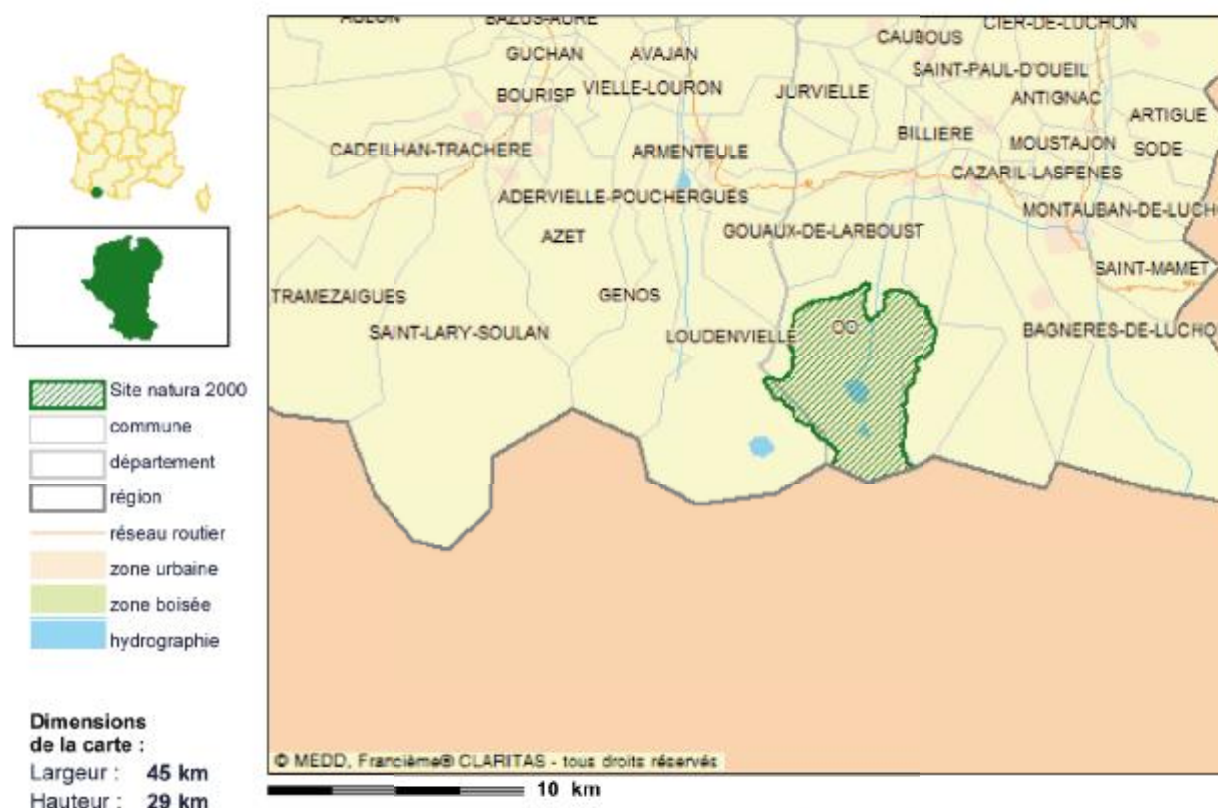 BAZUS-AURE
CIER-DE-LUCHON
CAUBOUS
GUCHAN
AVAJAN
SAINT-PAUL-D'OUEIL
BOURISP
VIELLE-LOURON
JURVIELLE
ANTIGNAC
ARTIGUE
BILLIERE
MOUSTAJON
SODE
CADEILHAN-TRACHERE
ARMENTEULE
CAZARIL-LASPENES
ADERVIELLE-POUCHERGUES
MONTAUBAN-DE-LUCHO
AZET
GOUAUX-DE-LARBOUST
SAINT-MAMET
TRAMEZAIGUES
GENOS
SAINT-LARY-SOULAN
LOUDENVIELLE
OO
BAGNERES-DE-LUCHO
Site natura 2000
commune
département
région
réseau routier
zone urbaine
zone boisée
hydrographie
Dimensions
de la carte :
Largeur : 45 km
Hauteur : 29 km
© MEDD, Francième® CLARITAS - tous droits réservés
10 km